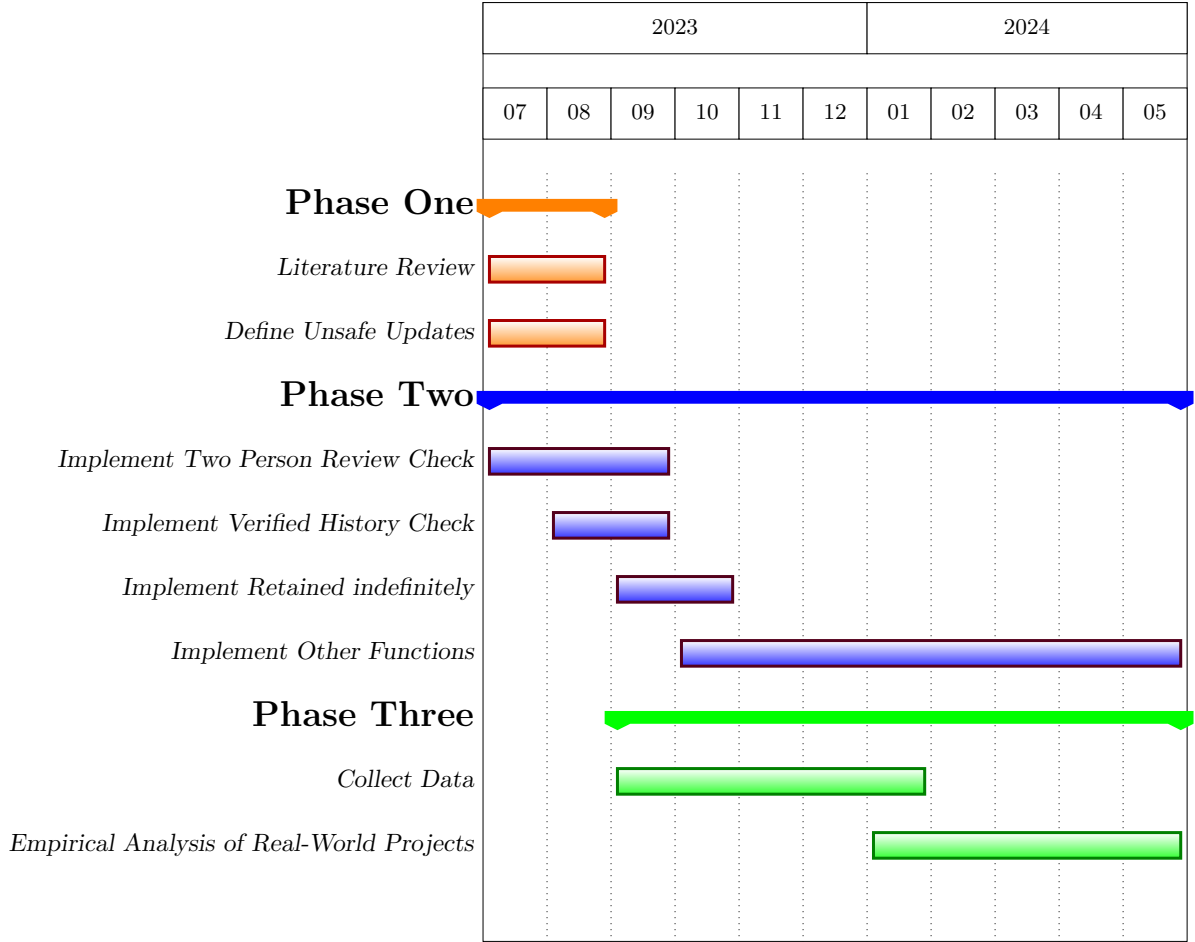 2023 2024
07 08 09 10 11 12 01 02 03 04 05
Phase One
Literature Review
Define Unsafe Updates
Phase Two
Implement Two Person Review Check
Implement Verified History Check
Implement Retained indefinitely
Implement Other Functions
Phase Three
Collect Data
Empirical Analysis of Real-World Projects